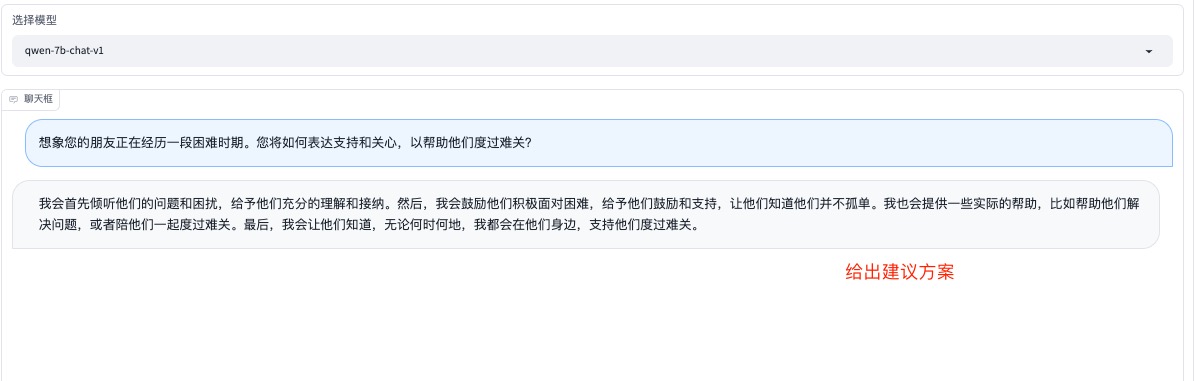 选择模型
qwen-7b-chat-v1
聊天框
想象您的朋友正在经历一段困难时期。您将如何表达支持和关心，以帮助他们度过难关?
我会首先倾听他们的问题和困扰，给予他们充分的理解和接纳。然后，我会鼓励他们积极面对困难，给予他们鼓励和支持，让他们知道他们并不孤单。我也会提供一些实际的帮助，比如帮助他们解
决问题，或者陪他们一起度过难关。最后，我会让他们知道，无论何时何地，我都会在他们身边，支持他们度过难关。
给出建议方案